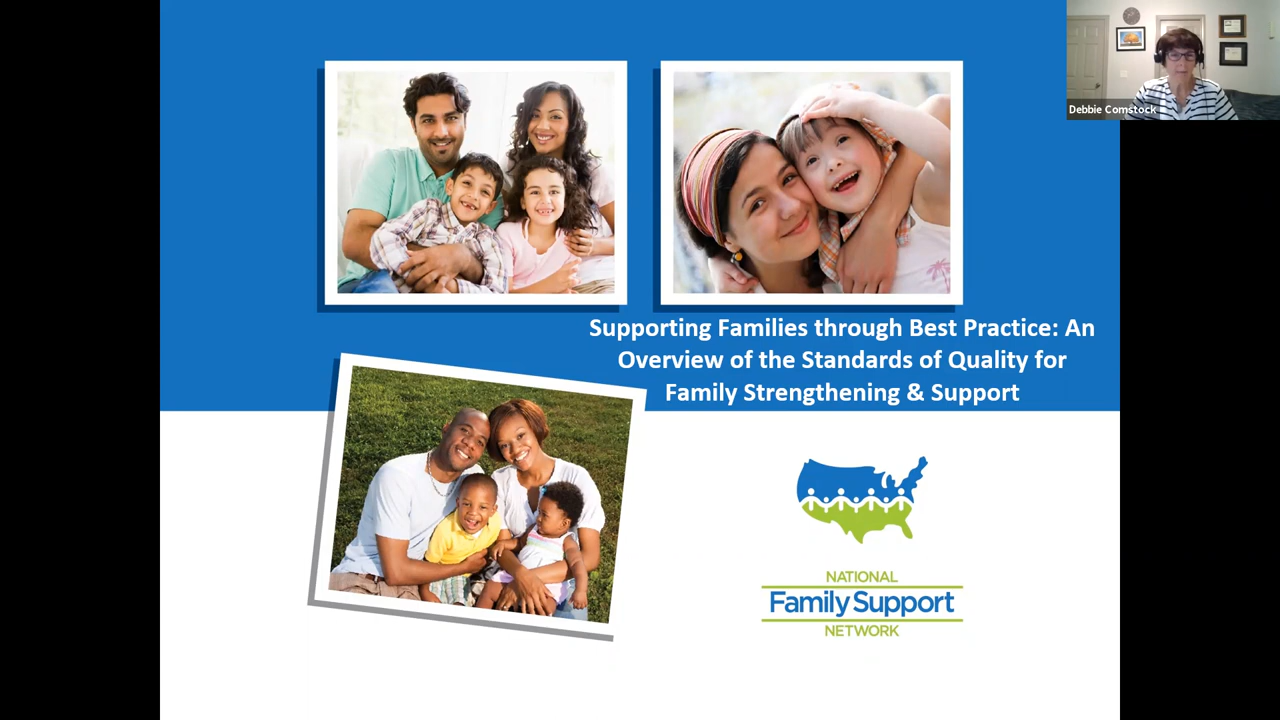 Debbie Comstock
Supporting Families through Best Practice: An
Overview of the Standards of Quality for
Family Strengthening & Support
NATIONAL
Family Support
NETWORK